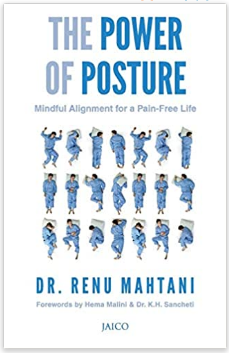 THE POWER
OF POSTURE
Mindful Alignment for a Pain-Free Life
DR. RENU MAHTANI
Forewords by Hema Malini & Dr. K.H. Sancheti
JAICO